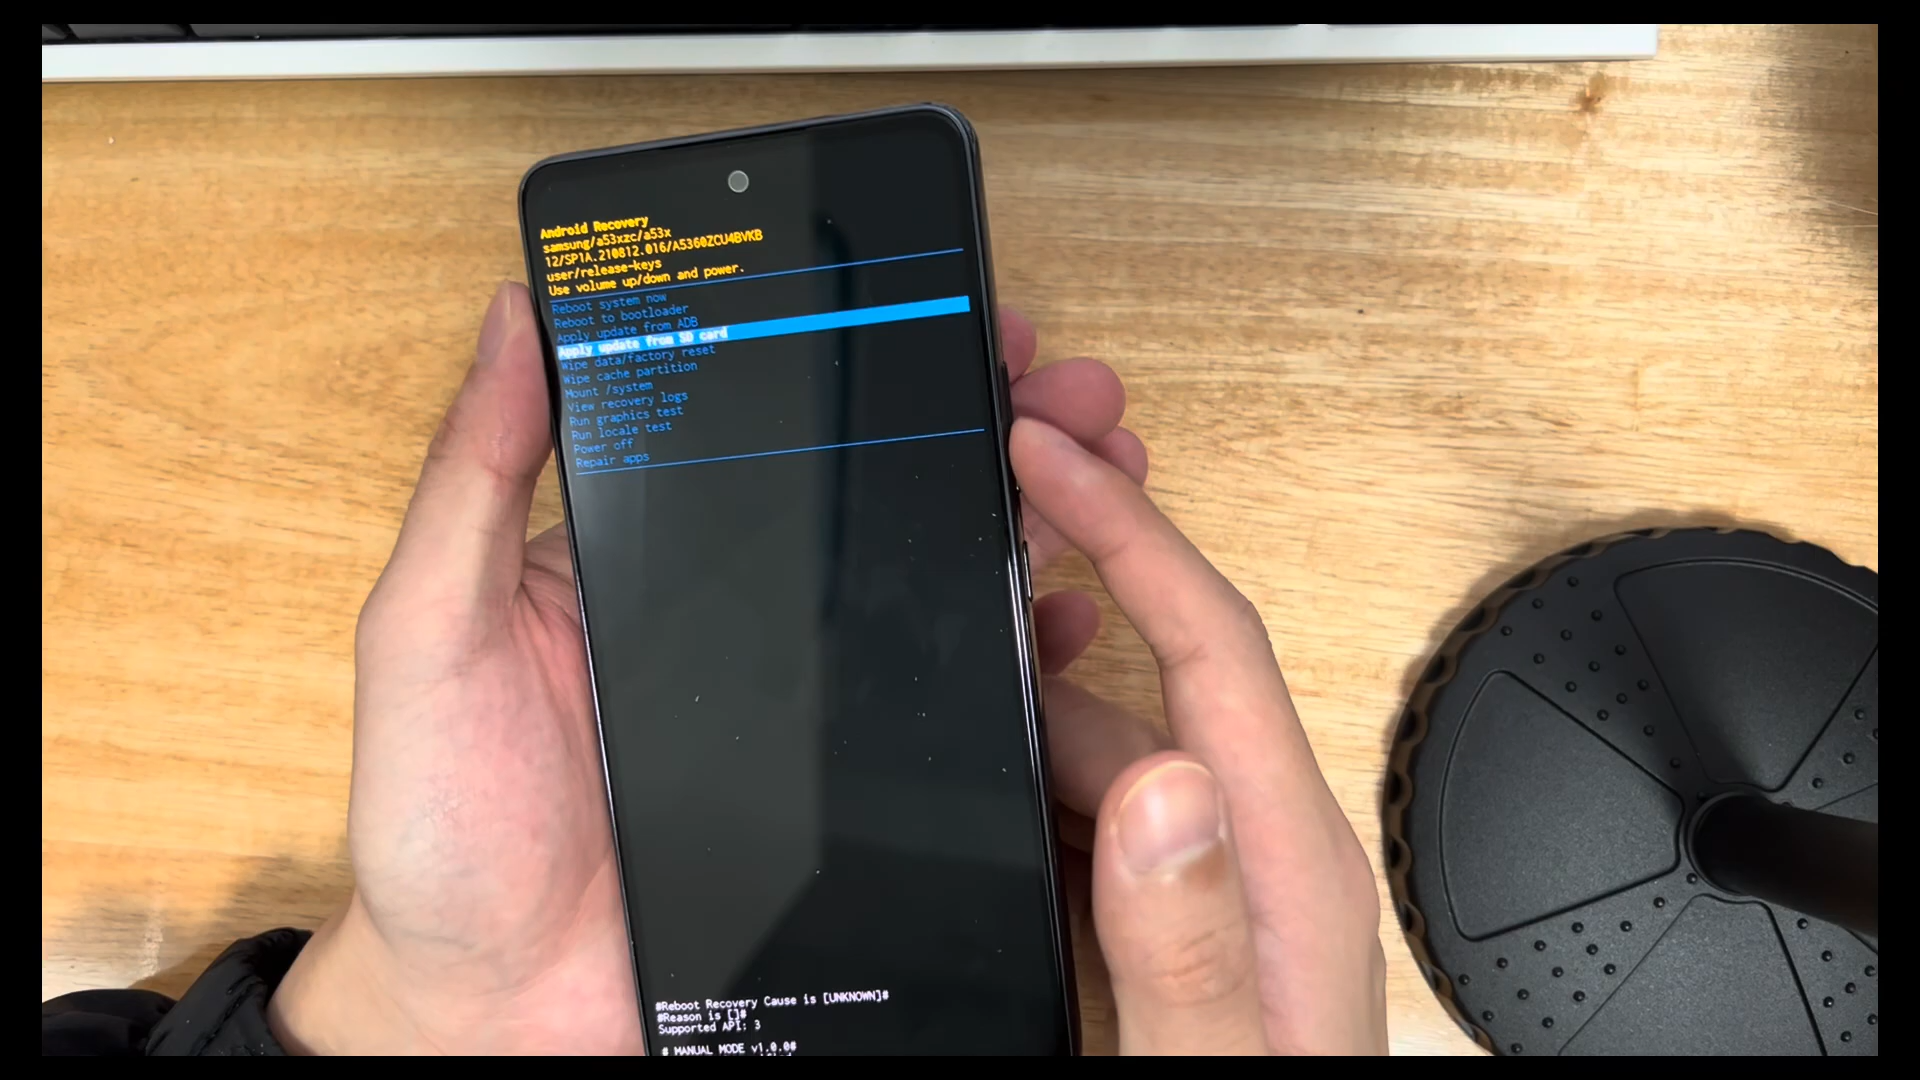 Android Recovery
samsung/a53xzc/a53x
12/SP1A.210812.016/A5360ZCU4BVKB
user/release-keys
Use volume up/down and power.
Reboot system now
Reboot to bootloader
Apply update from ADB
Apply update from SD card
Wipe data/factory reset
Wipe cache partition
Mount /system
View recovery logs
Run graphics test
Run locale test
Power off
Repair apps
#Reboot Recovery Cause is [UNKNOWN]#
#Reason is []#
Supported API: 3
# MANUAL MODE v1.0.0#